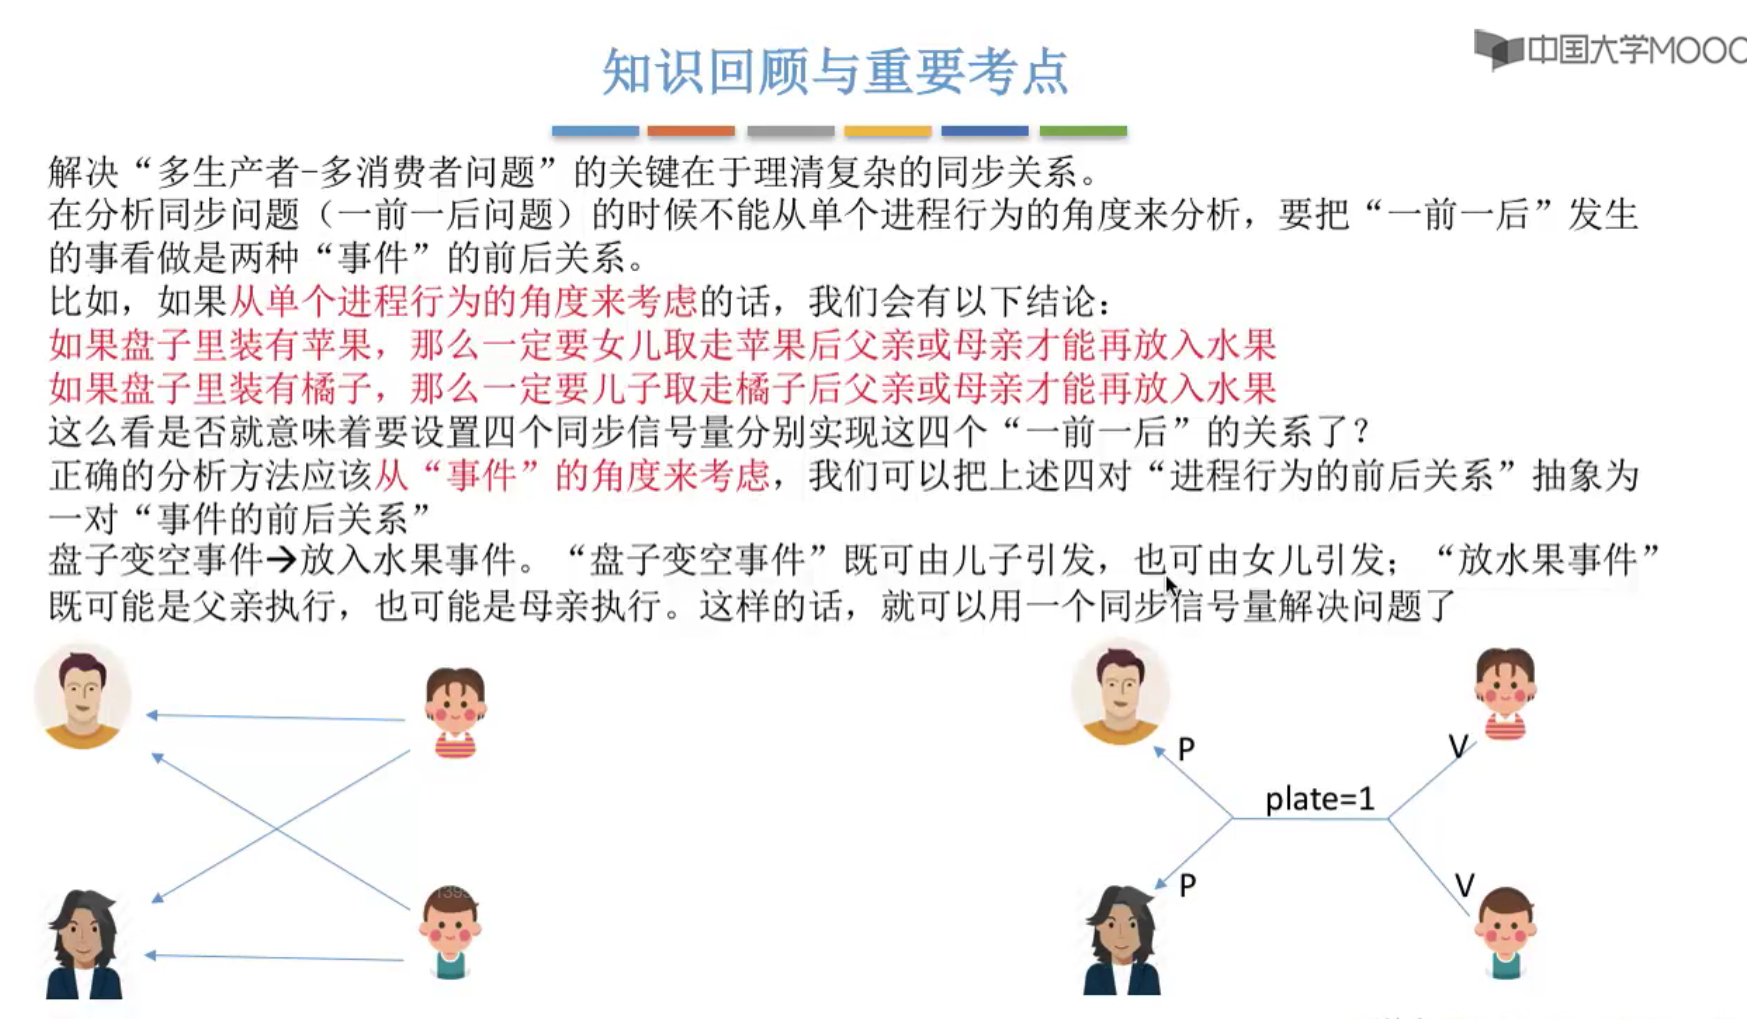 中国大学MOOC
知识回顾与重要考点
解决“多生产者-多消费者问题”的关键在于理清复杂的同步关系。
在分析同步问题（一前一后问题）的时候不能从单个进程行为的角度来分析，要把“一前一后”发生
的事看做是两种“事件”的前后关系。
比如，如果从单个进程行为的角度来考虑的话，我们会有以下结论：
如果盘子里装有苹果，那么一定要女儿取走苹果后父亲或母亲才能再放入水果
如果盘子里装有橘子，那么一定要儿子取走橘子后父亲或母亲才能再放入水果
这么看是否就意味着要设置四个同步信号量分别实现这四个“一前一后”的关系了？
正确的分析方法应该从“事件”的角度来考虑，我们可以把上述四对“进程行为的前后关系”抽象为
一对“事件的前后关系”
盘子变空事件→放入水果事件。“盘子变空事件”既可由儿子引发，也可由女儿引发；“放水果事件”
既可能是父亲执行，也可能是母亲执行。这样的话，就可以用一个同步信号量解决问题了
P
V
plate=1
P
V